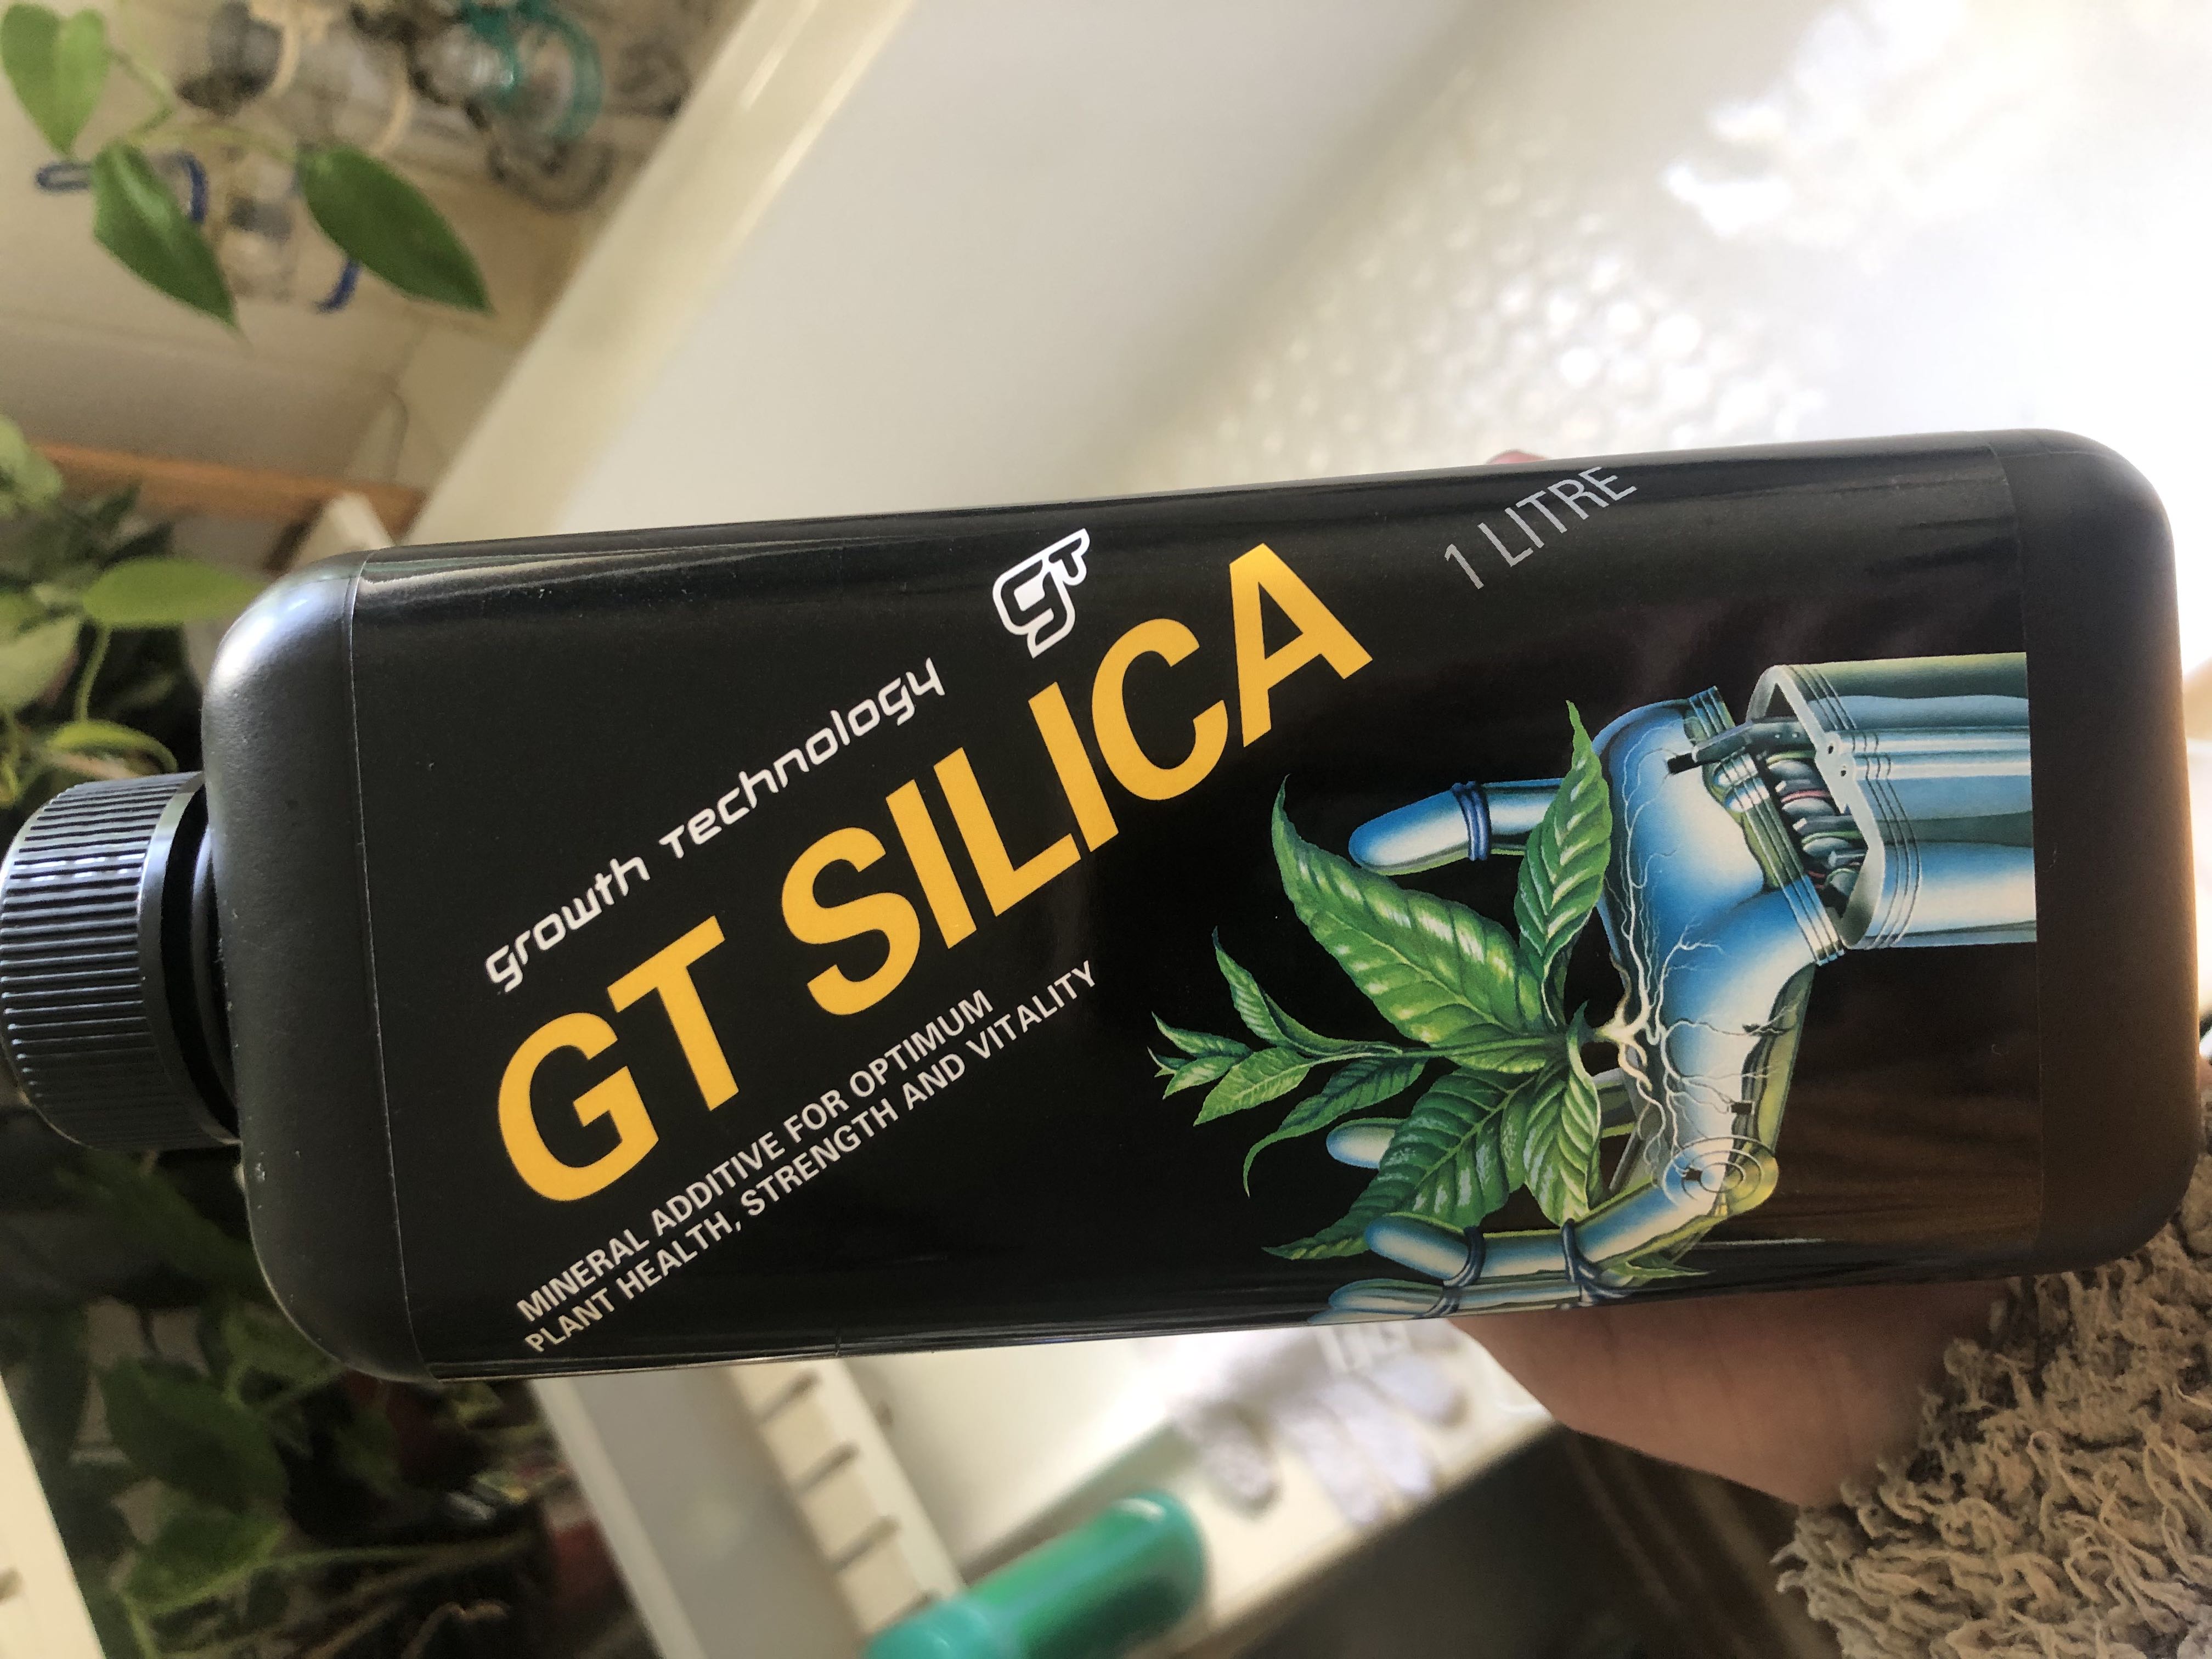 growth technology
gt
GT SILICA
MINERAL ADDITIVE FOR OPTIMUM
PLANT HEALTH, STRENGTH AND VITALITY
1 LITRE